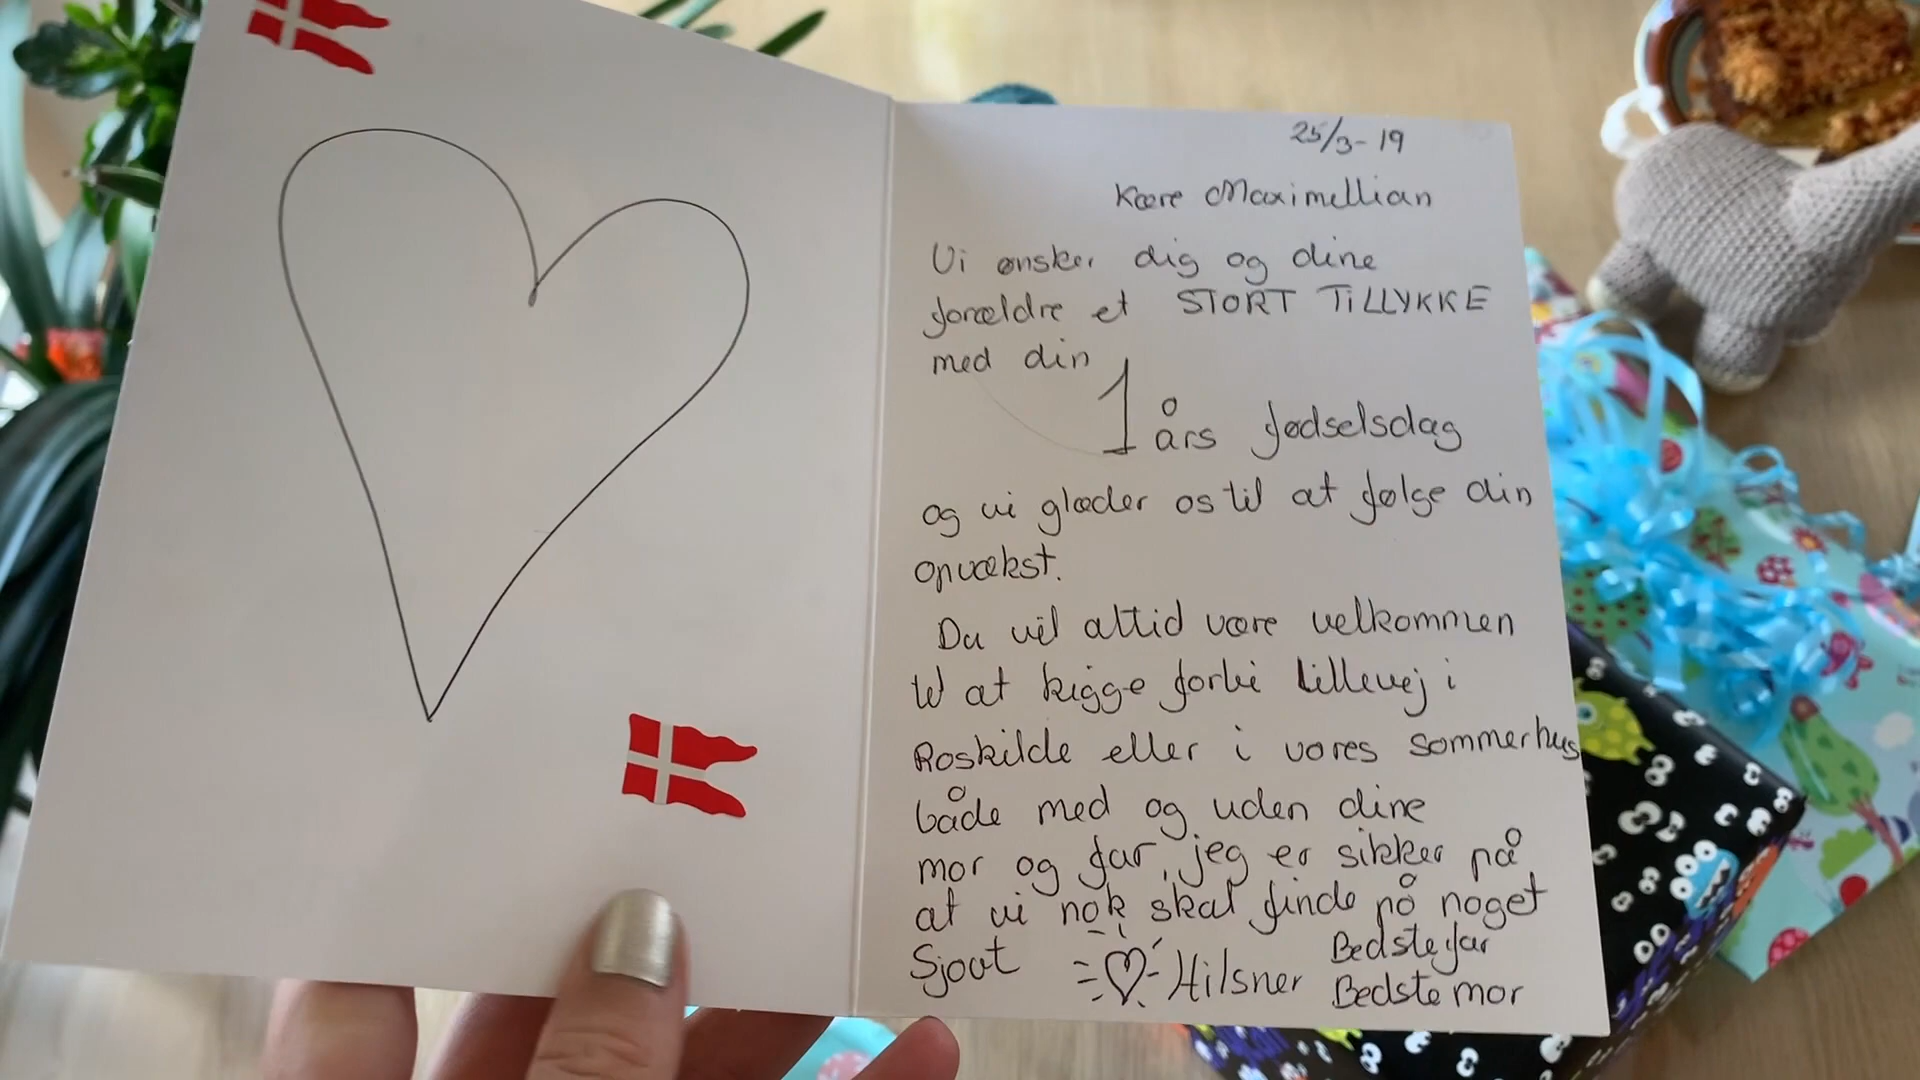 25/3-19
Kære Maximellian
Vi ønsker dig og dine
forældre et STORT TiLLYKKE
med din
1 års fødselsdag
og vi glæder os til at følge din
opvækst.
Du vil altid være velkommen
til at kigge forbi Lillevej i
Roskilde eller i vores sommerhus
både med og uden dine
mor og far, jeg er sikker på
at vi nok skal finde på noget
Sjovt ♡ Hilsner Bedstefar
Bedstemor